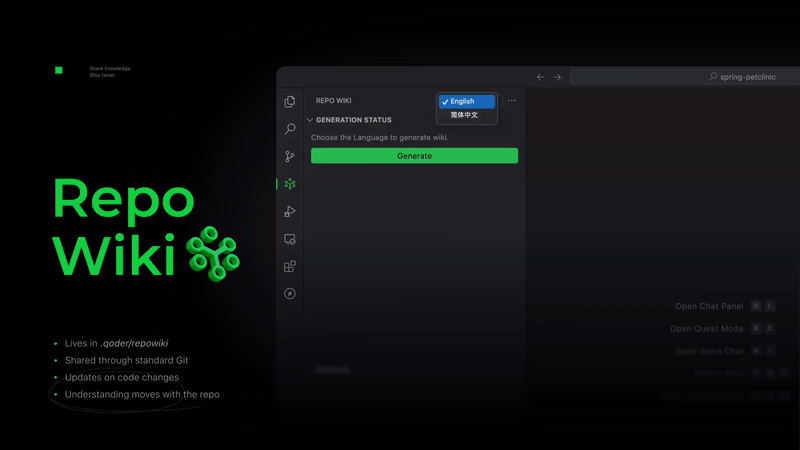 Share knowledge.
Ship faster.
Repo
Wiki
Lives in .qoder/repowiki
Shared through standard Git
Updates on code changes
Understanding moves with the repo
spring-petclinic
REPO WIKI
English
简体中文
GENERATION STATUS
Choose the Language to generate wiki.
Generate
Open Chat Panel ⌘ L
Open Quest Mode ⌘ E
Open Inline Chat ⌘ I